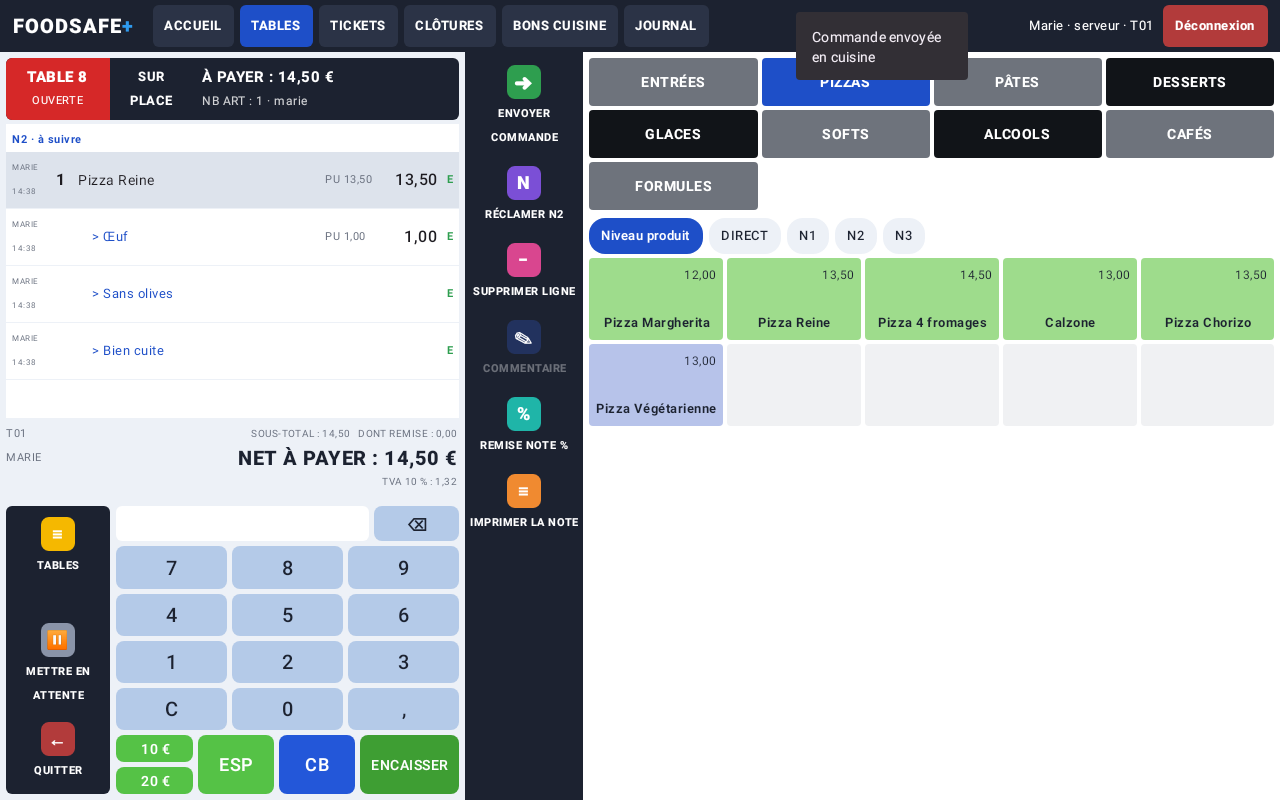 FOODSAFE+
ACCUEIL
TABLES
TICKETS
CLÔTURES
BONS CUISINE
JOURNAL
Commande envoyée
en cuisine
Marie · serveur · T01
Déconnexion
TABLE 8
OUVERTE
SUR
PLACE
À PAYER : 14,50 €
NB ART : 1 · marie
N2 · à suivre
MARIE
14:38
1 Pizza Reine PU 13,50 13,50 E
MARIE
14:38
> Œuf PU 1,00 1,00 E
MARIE
14:38
> Sans olives E
MARIE
14:38
> Bien cuite E
T01
SOUS-TOTAL : 14,50 DONT REMISE : 0,00
MARIE
NET À PAYER : 14,50 €
TVA 10 % : 1,32
TABLES
METTRE EN
ATTENTE
QUITTER
7 8 9
4 5 6
1 2 3
C 0 ,
10 €
20 €
ESP
CB
ENCAISSER
ENVOYER
COMMANDE
N
RÉCLAMER N2
SUPPRIMER LIGNE
COMMENTAIRE
%
REMISE NOTE %
IMPRIMER LA NOTE
ENTRÉES
PIZZAS
PÂTES
DESSERTS
GLACES
SOFTS
ALCOOLS
CAFÉS
FORMULES
Niveau produit
DIRECT
N1
N2
N3
12,00
Pizza Margherita
13,50
Pizza Reine
14,50
Pizza 4 fromages
13,00
Calzone
13,50
Pizza Chorizo
13,00
Pizza Végétarienne